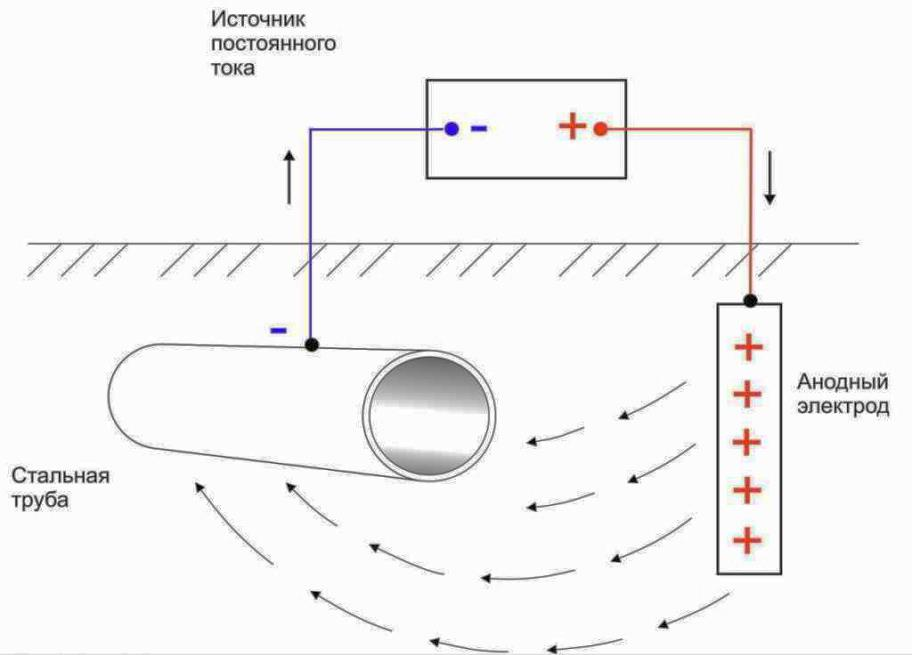 Источник
постоянного
тока
- +
-
+
+
+
+
+
Анодный
электрод
Стальная
труба